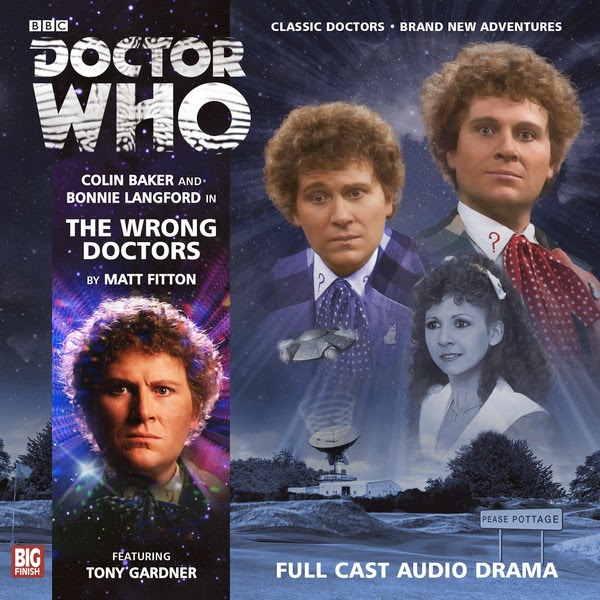 BBC
DOCTOR
WHO
CLASSIC DOCTORS • BRAND NEW ADVENTURES
COLIN BAKER AND
BONNIE LANGFORD IN
THE WRONG
DOCTORS
BY MATT FITTON
?
?
?
PEASE POTTAGE
BIG
FINISH
FEATURING
TONY GARDNER
FULL CAST AUDIO DRAMA